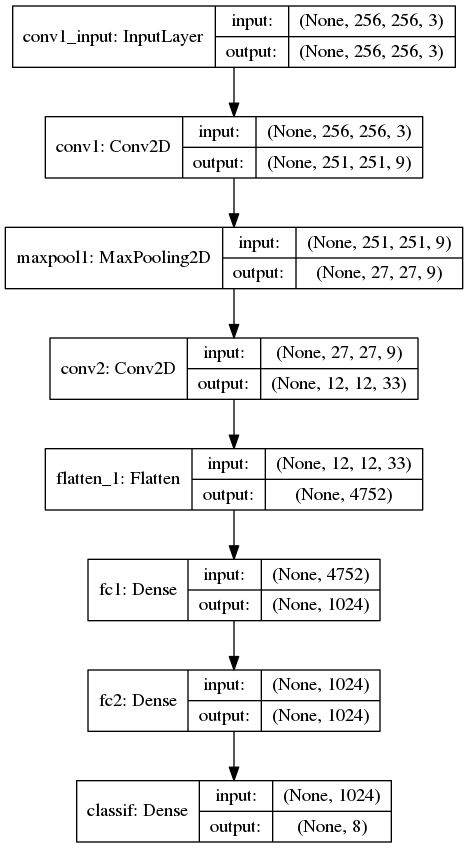 conv1_input: InputLayer
input: (None, 256, 256, 3)
output: (None, 256, 256, 3)
conv1: Conv2D
input: (None, 256, 256, 3)
output: (None, 251, 251, 9)
maxpool1: MaxPooling2D
input: (None, 251, 251, 9)
output: (None, 27, 27, 9)
conv2: Conv2D
input: (None, 27, 27, 9)
output: (None, 12, 12, 33)
flatten_1: Flatten
input: (None, 12, 12, 33)
output: (None, 4752)
fc1: Dense
input: (None, 4752)
output: (None, 1024)
fc2: Dense
input: (None, 1024)
output: (None, 1024)
classif: Dense
input: (None, 1024)
output: (None, 8)